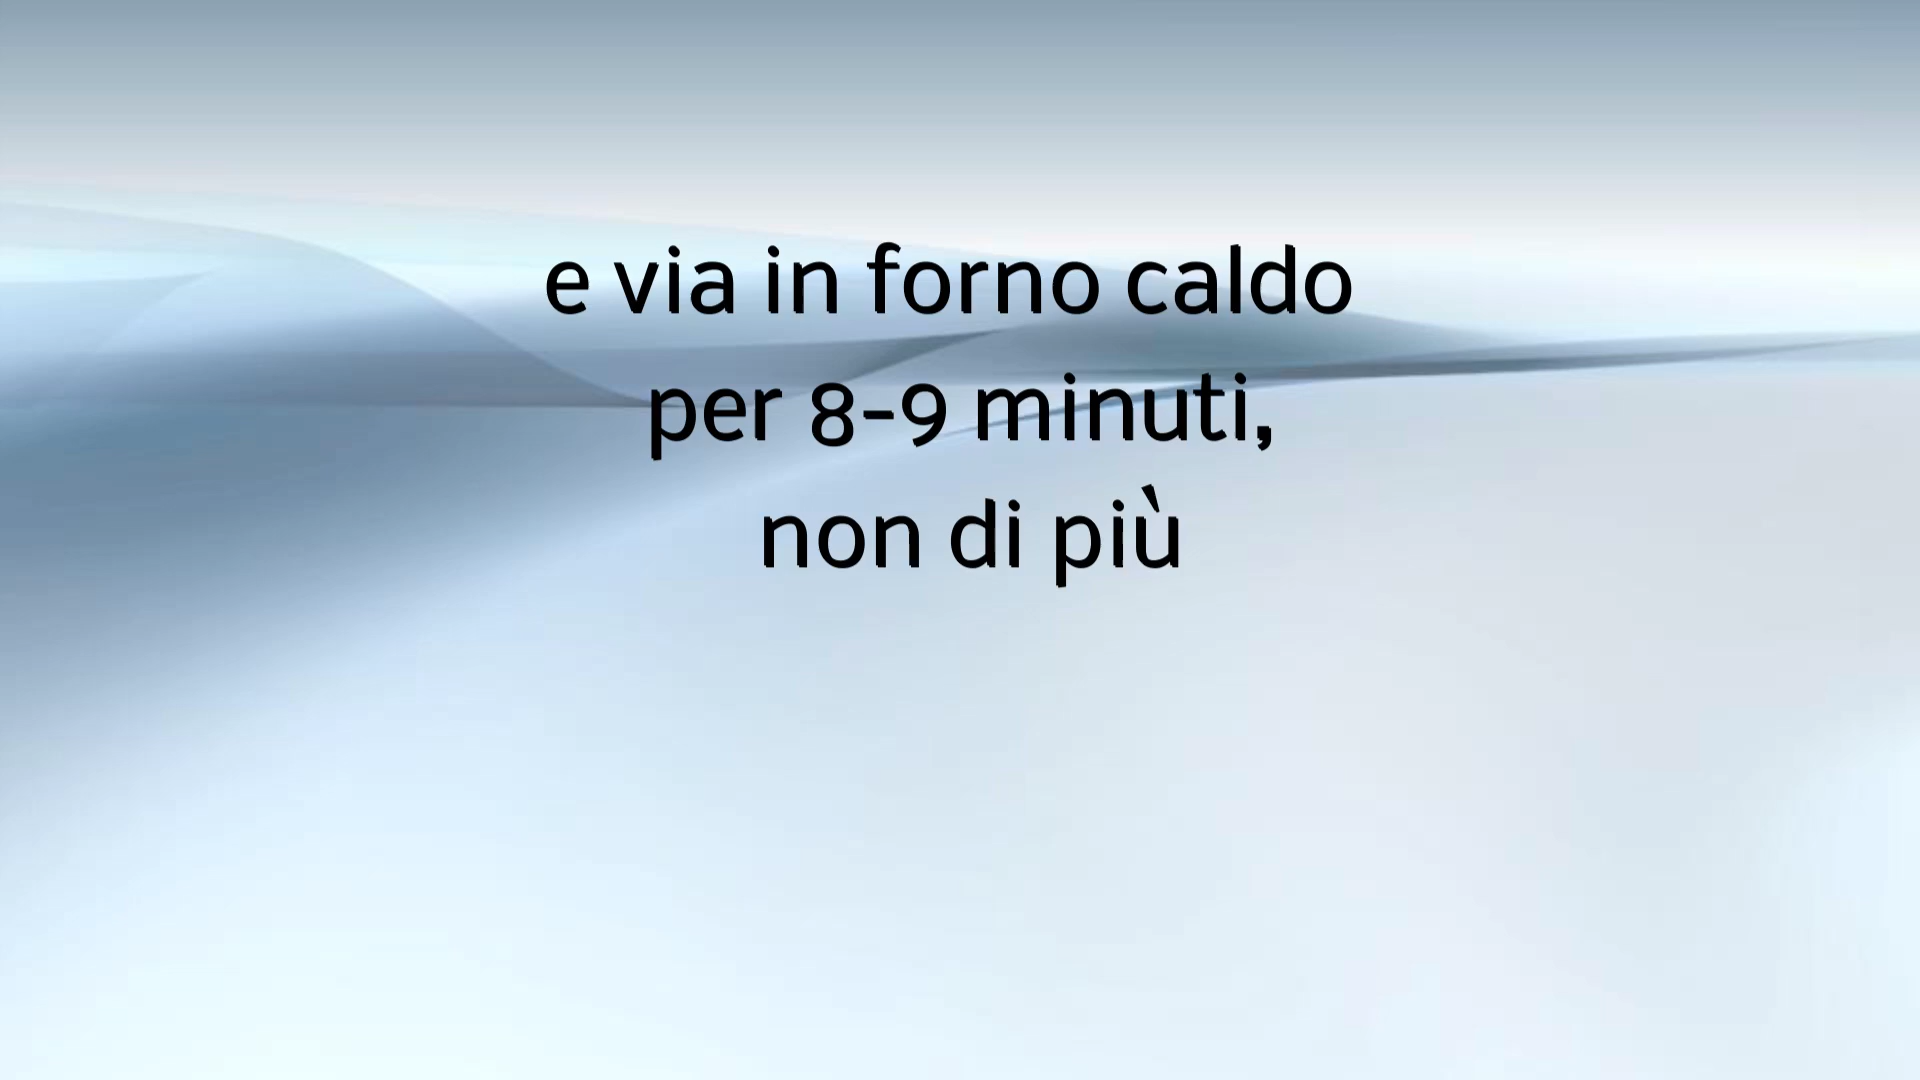 e via in forno caldo
per 8-9 minuti,
non di più